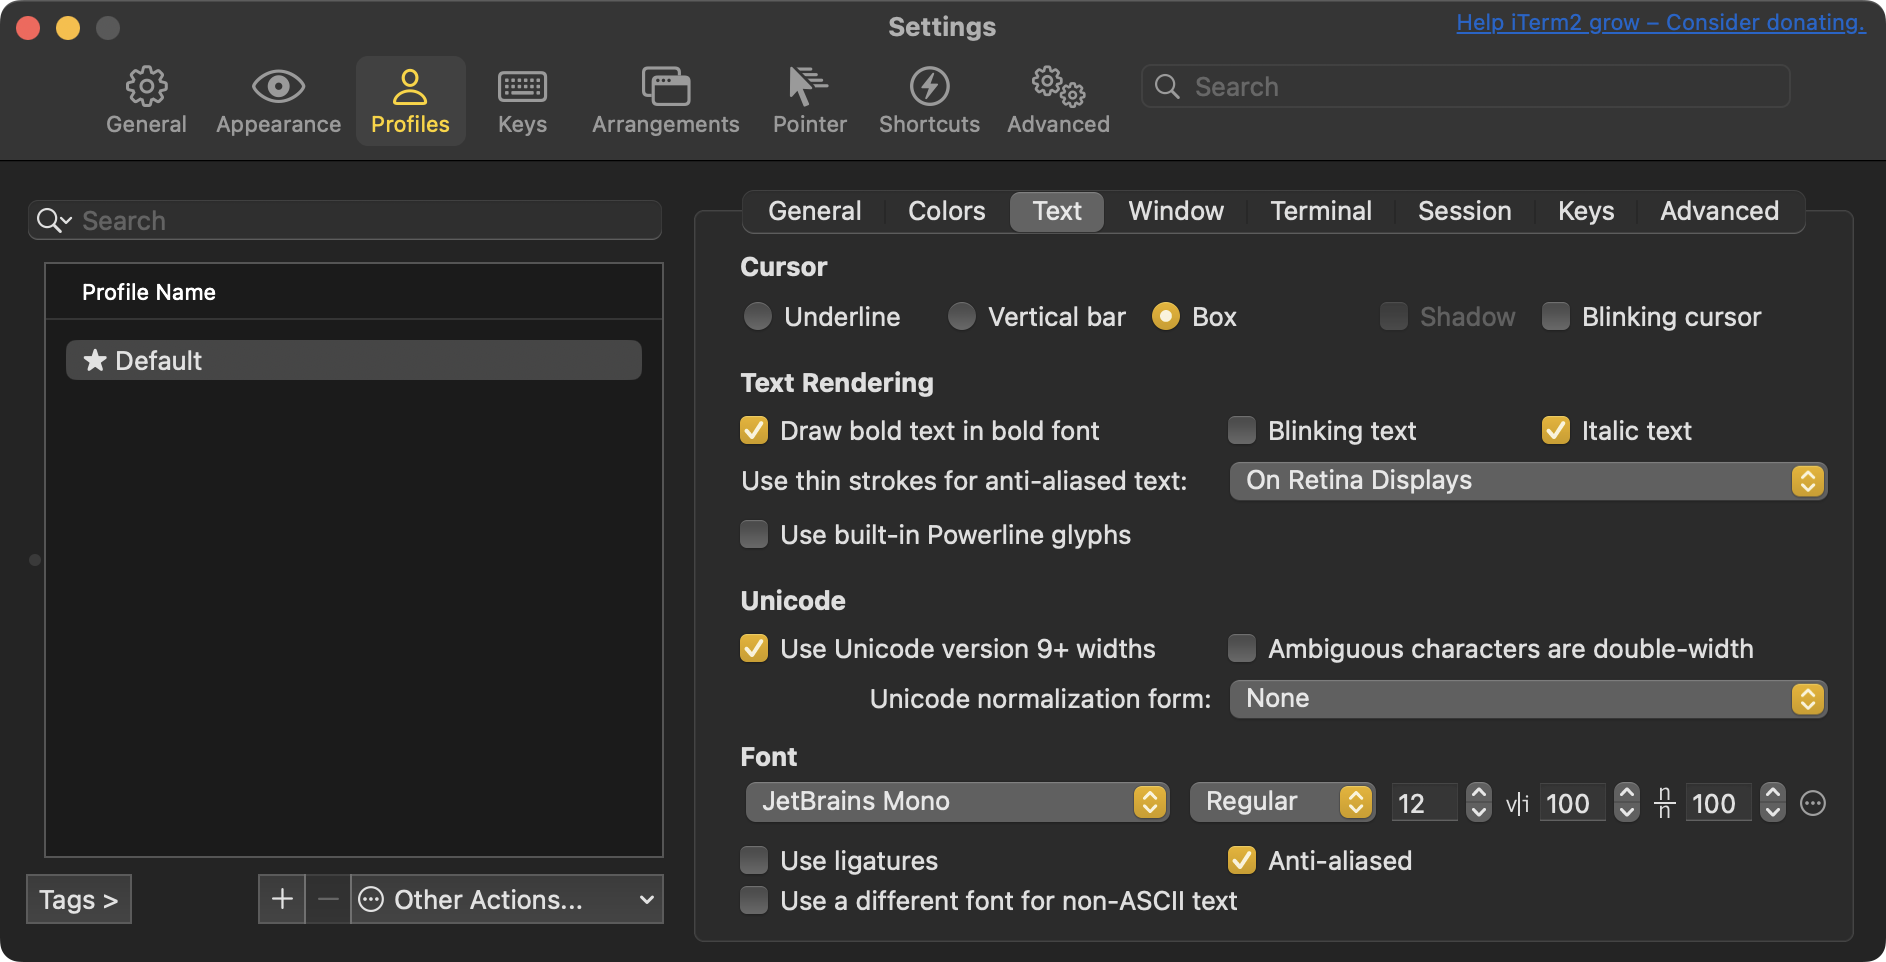 Settings
Help iTerm2 grow – Consider donating.
General Appearance Profiles Keys Arrangements Pointer Shortcuts Advanced
Search
Search
Profile Name
Default
Tags >
Other Actions...
General Colors Text Window Terminal Session Keys Advanced
Cursor
Underline Vertical bar Box Shadow Blinking cursor
Text Rendering
Draw bold text in bold font Blinking text Italic text
Use thin strokes for anti-aliased text: On Retina Displays
Use built-in Powerline glyphs
Unicode
Use Unicode version 9+ widths Ambiguous characters are double-width
Unicode normalization form: None
Font
JetBrains Mono Regular 12 v|i 100 n/n 100
Use ligatures Anti-aliased
Use a different font for non-ASCII text